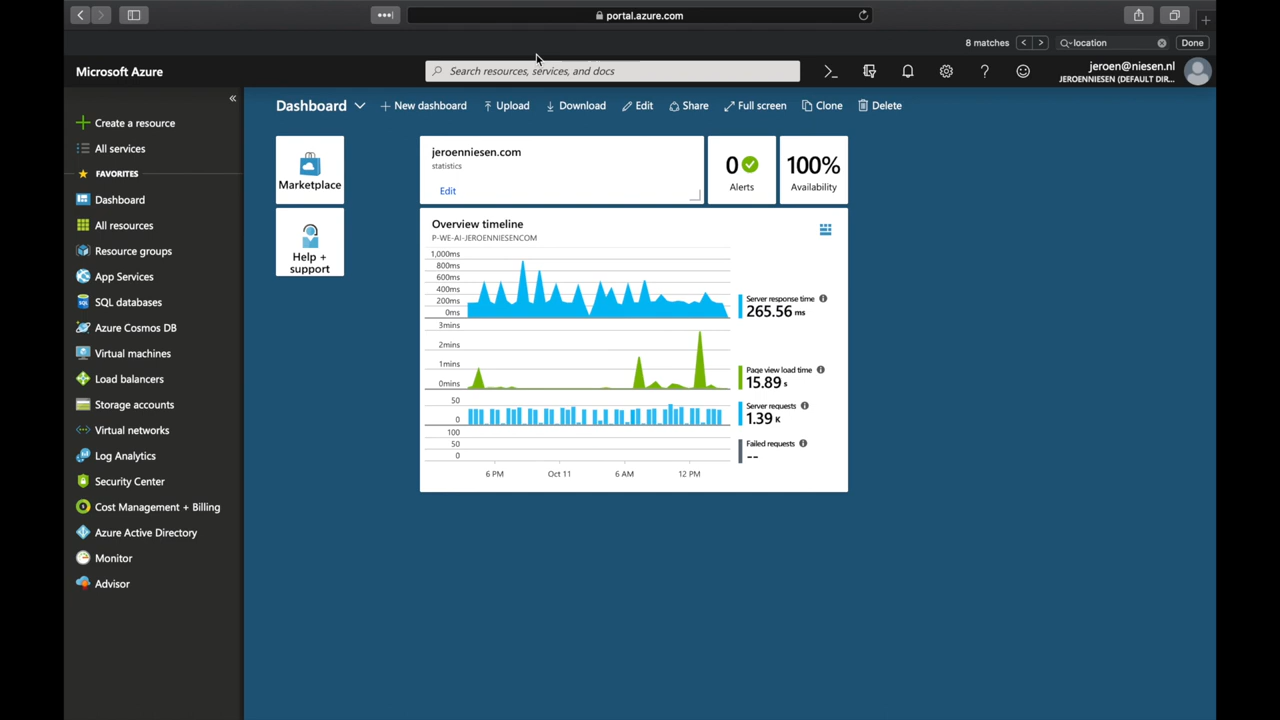 portal.azure.com
8 matches
location
Done
Microsoft Azure
Search resources, services, and docs
jeroen@niesen.nl
JEROENNIESEN (DEFAULT DIR...
Create a resource
All services
FAVORITES
Dashboard
All resources
Resource groups
App Services
SQL databases
Azure Cosmos DB
Virtual machines
Load balancers
Storage accounts
Virtual networks
Log Analytics
Security Center
Cost Management + Billing
Azure Active Directory
Monitor
Advisor
Dashboard
New dashboard
Upload
Download
Edit
Share
Full screen
Clone
Delete
Marketplace
Help +
support
jeroenniesen.com
statistics
Edit
0
Alerts
100%
Availability
Overview timeline
P-WE-AI-JEROENNIESENCOM
1,000ms
800ms
600ms
400ms
200ms
0ms
Server response time
265.56 ms
3mins
2mins
1mins
0mins
Page view load time
15.89 s
50
0
Server requests
1.39 K
100
50
0
Failed requests
--
6 PM
Oct 11
6 AM
12 PM